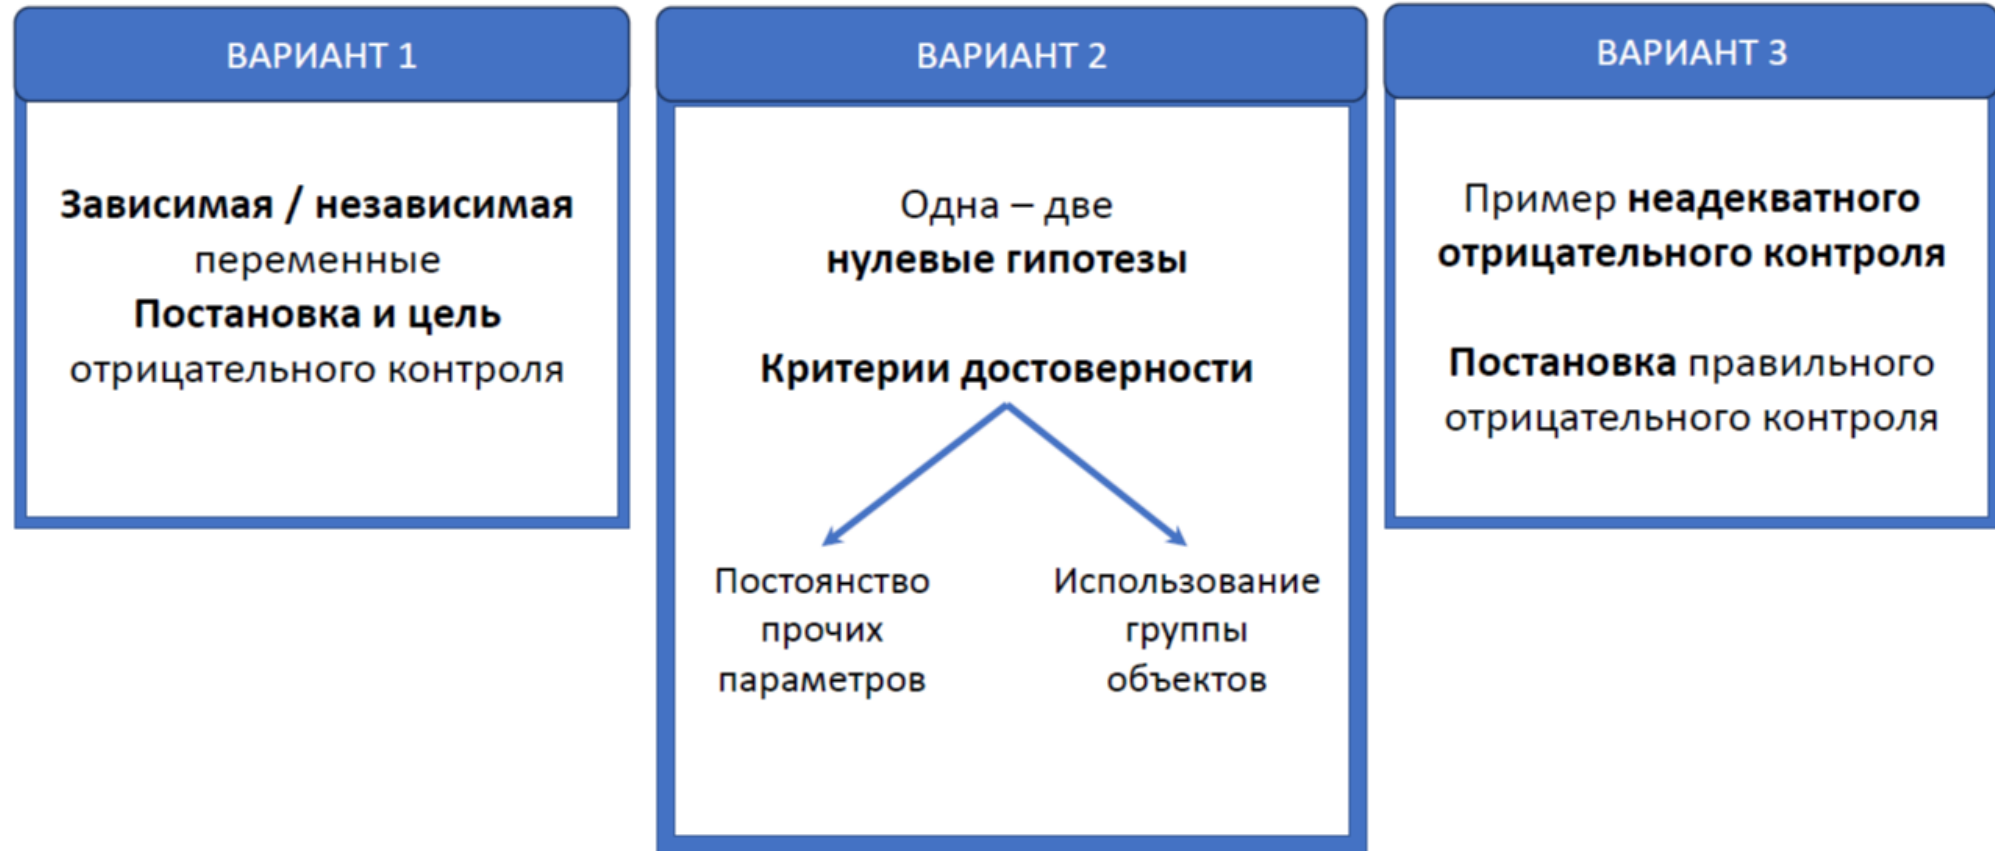 ВАРИАНТ 1
Зависимая / независимая
переменные
Постановка и цель
отрицательного контроля
ВАРИАНТ 2
Одна – две
нулевые гипотезы
Критерии достоверности
Постоянство
прочих
параметров
Использование
группы
объектов
ВАРИАНТ 3
Пример неадекватного
отрицательного контроля
Постановка правильного
отрицательного контроля